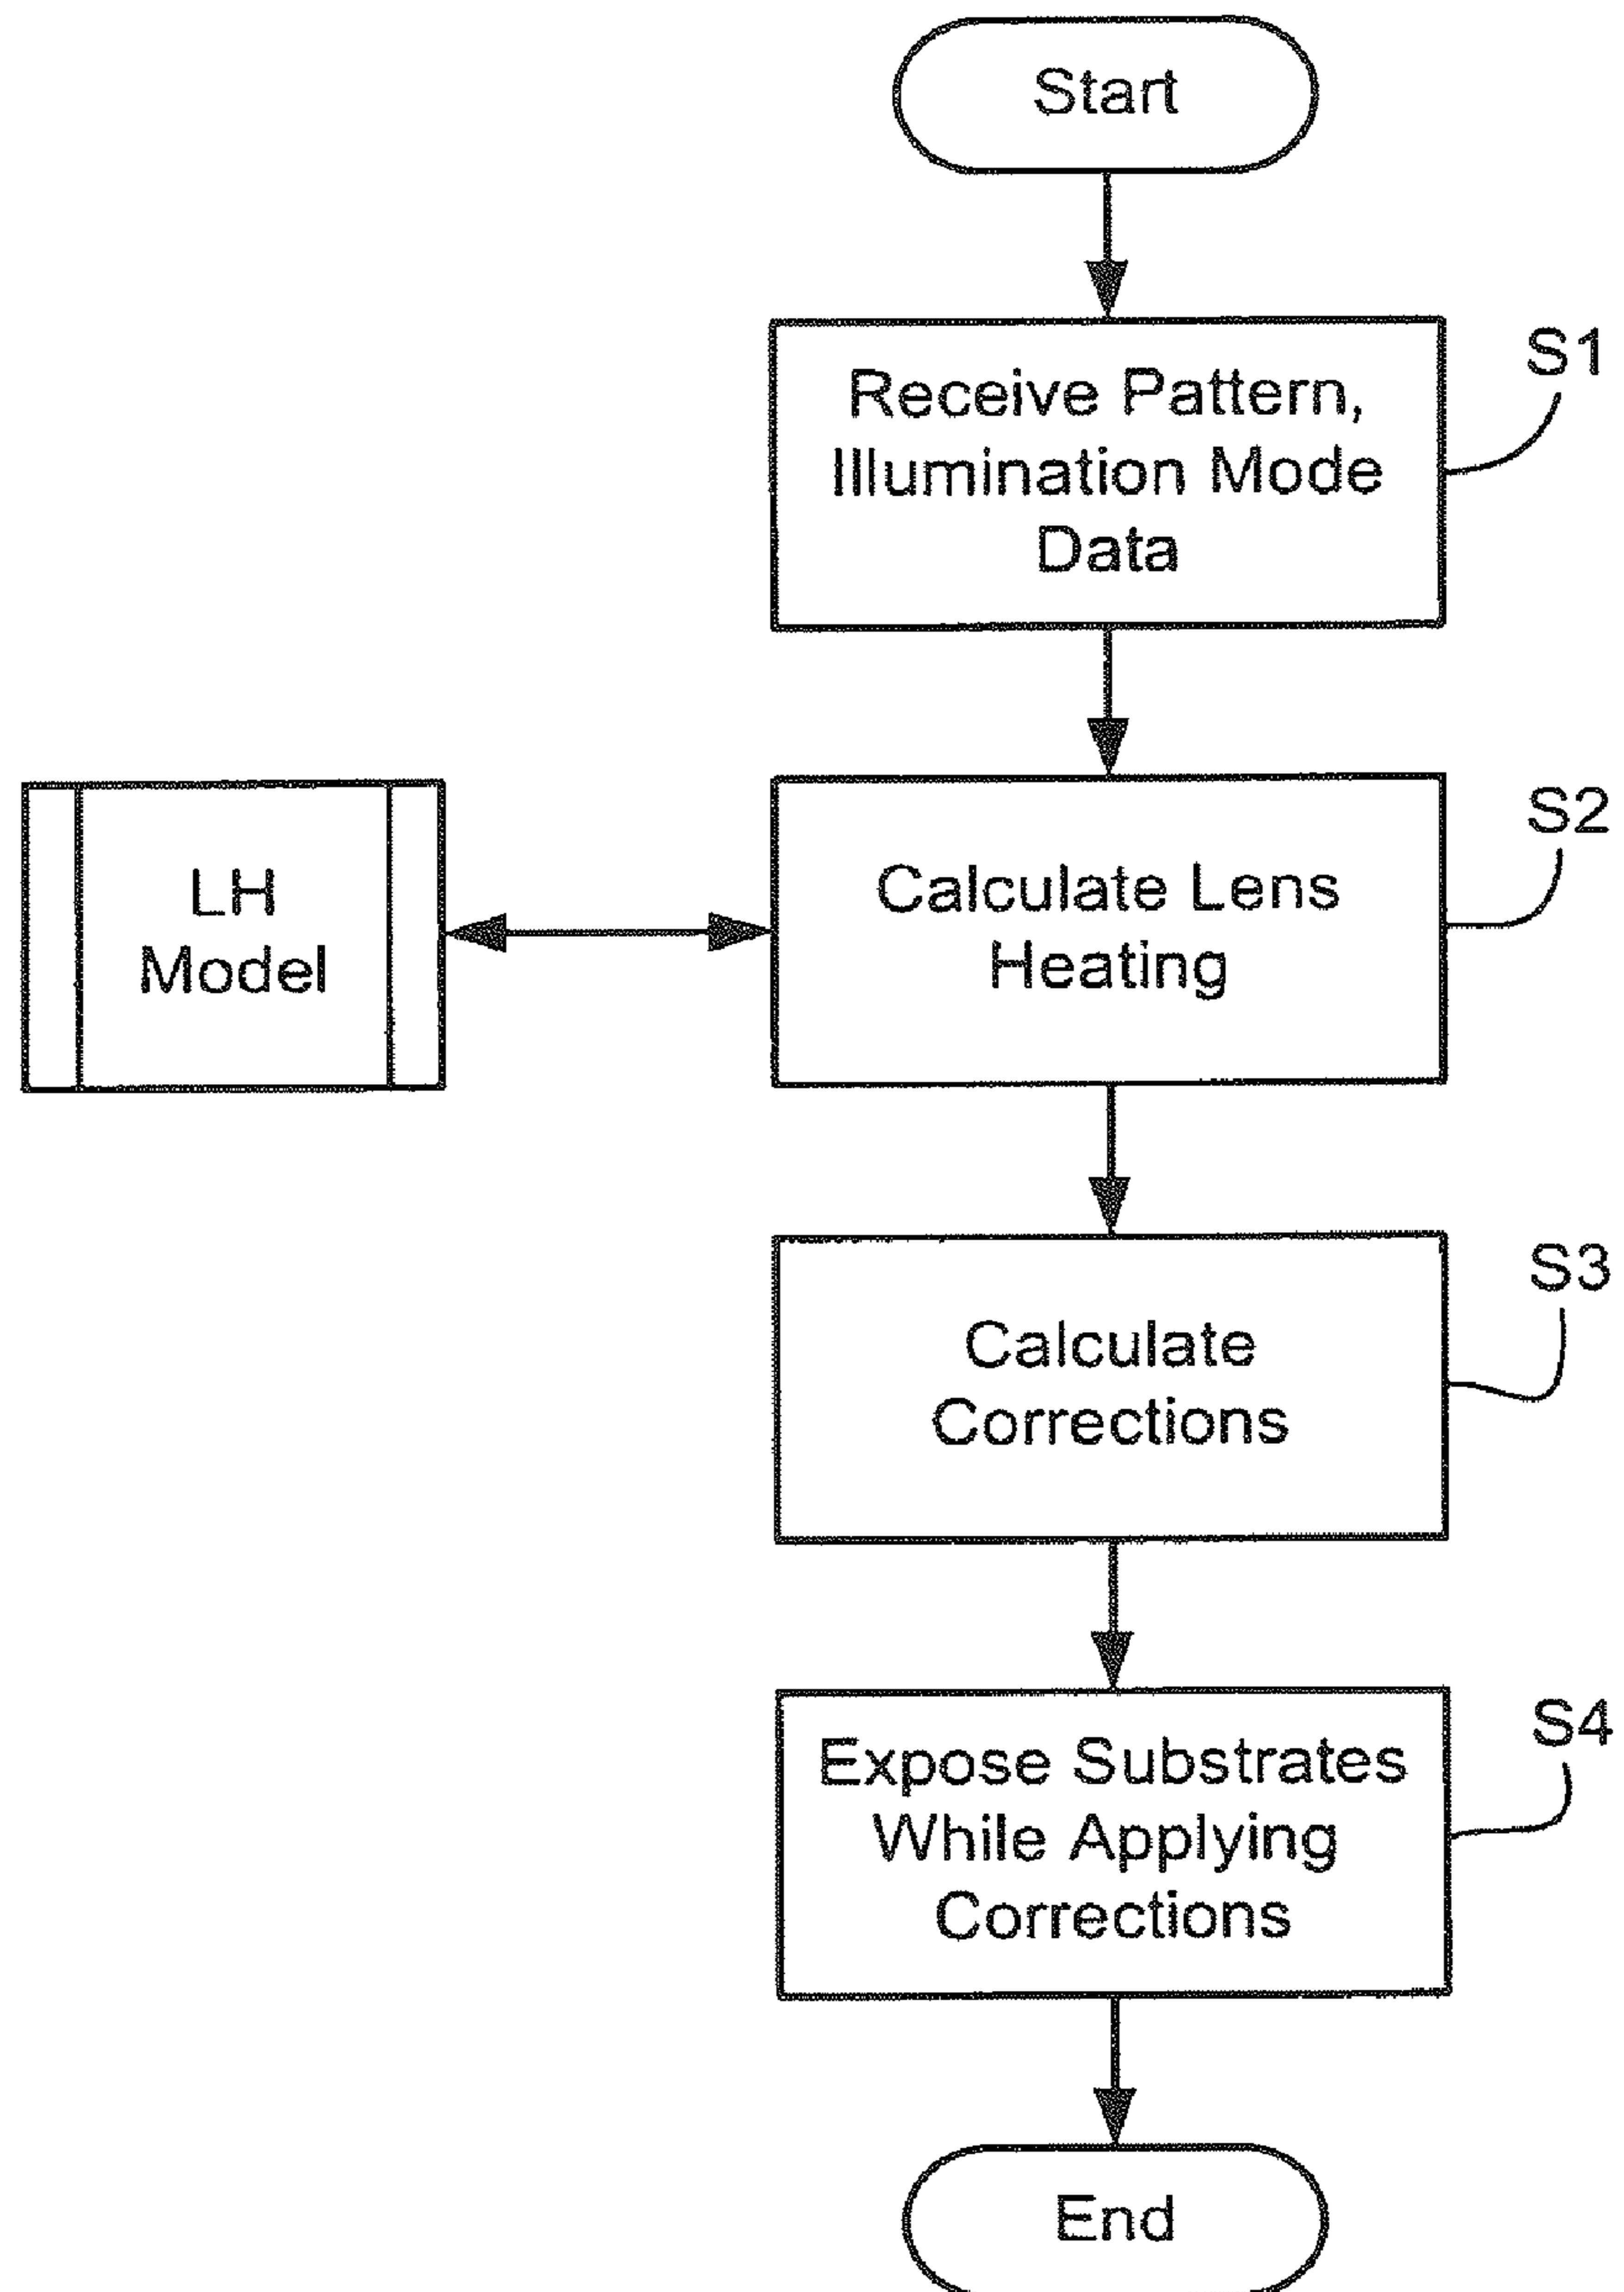 Start
Receive Pattern,
Illumination Mode
Data
S1
LH
Model
Calculate Lens
Heating
S2
Calculate
Corrections
S3
Expose Substrates
While Applying
Corrections
S4
End